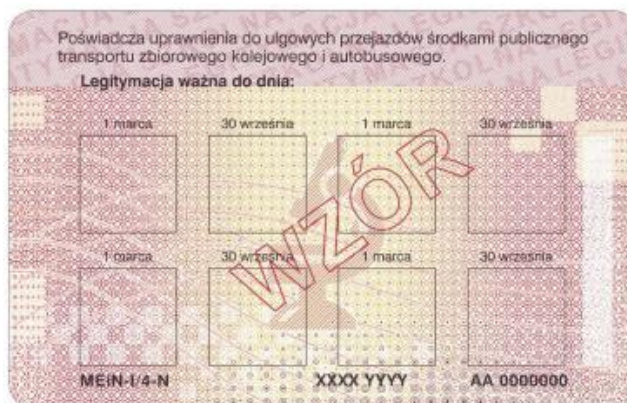 Poświadcza uprawnienia do ulgowych przejazdów środkami publicznego
transportu zbiorowego kolejowego i autobusowego.
Legitymacja ważna do dnia:
1 marca 30 września 1 marca 30 września
WZÓR
1 marca 30 września 1 marca 30 września
MEiN-I/4-N XXXX YYYY AA 0000000